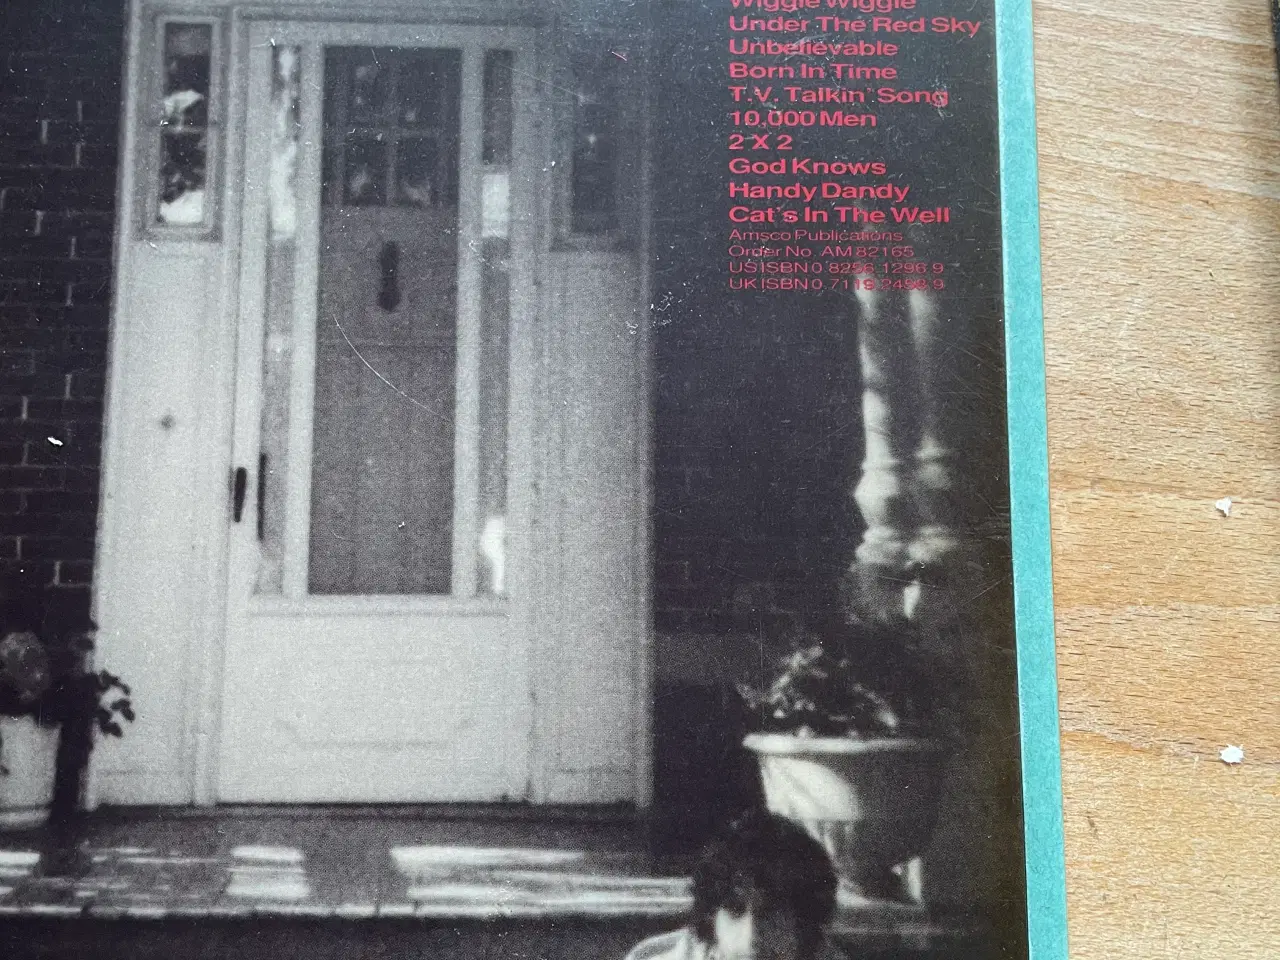 Wiggle Wiggle
Under The Red Sky
Unbelievable
Born In Time
T.V. Talkin' Song
10,000 Men
2 X 2
God Knows
Handy Dandy
Cat's In The Well
Amsco Publications
Order No. AM 82165
US ISBN 0 8256 1296 9
UK ISBN 0 7119 2498 9